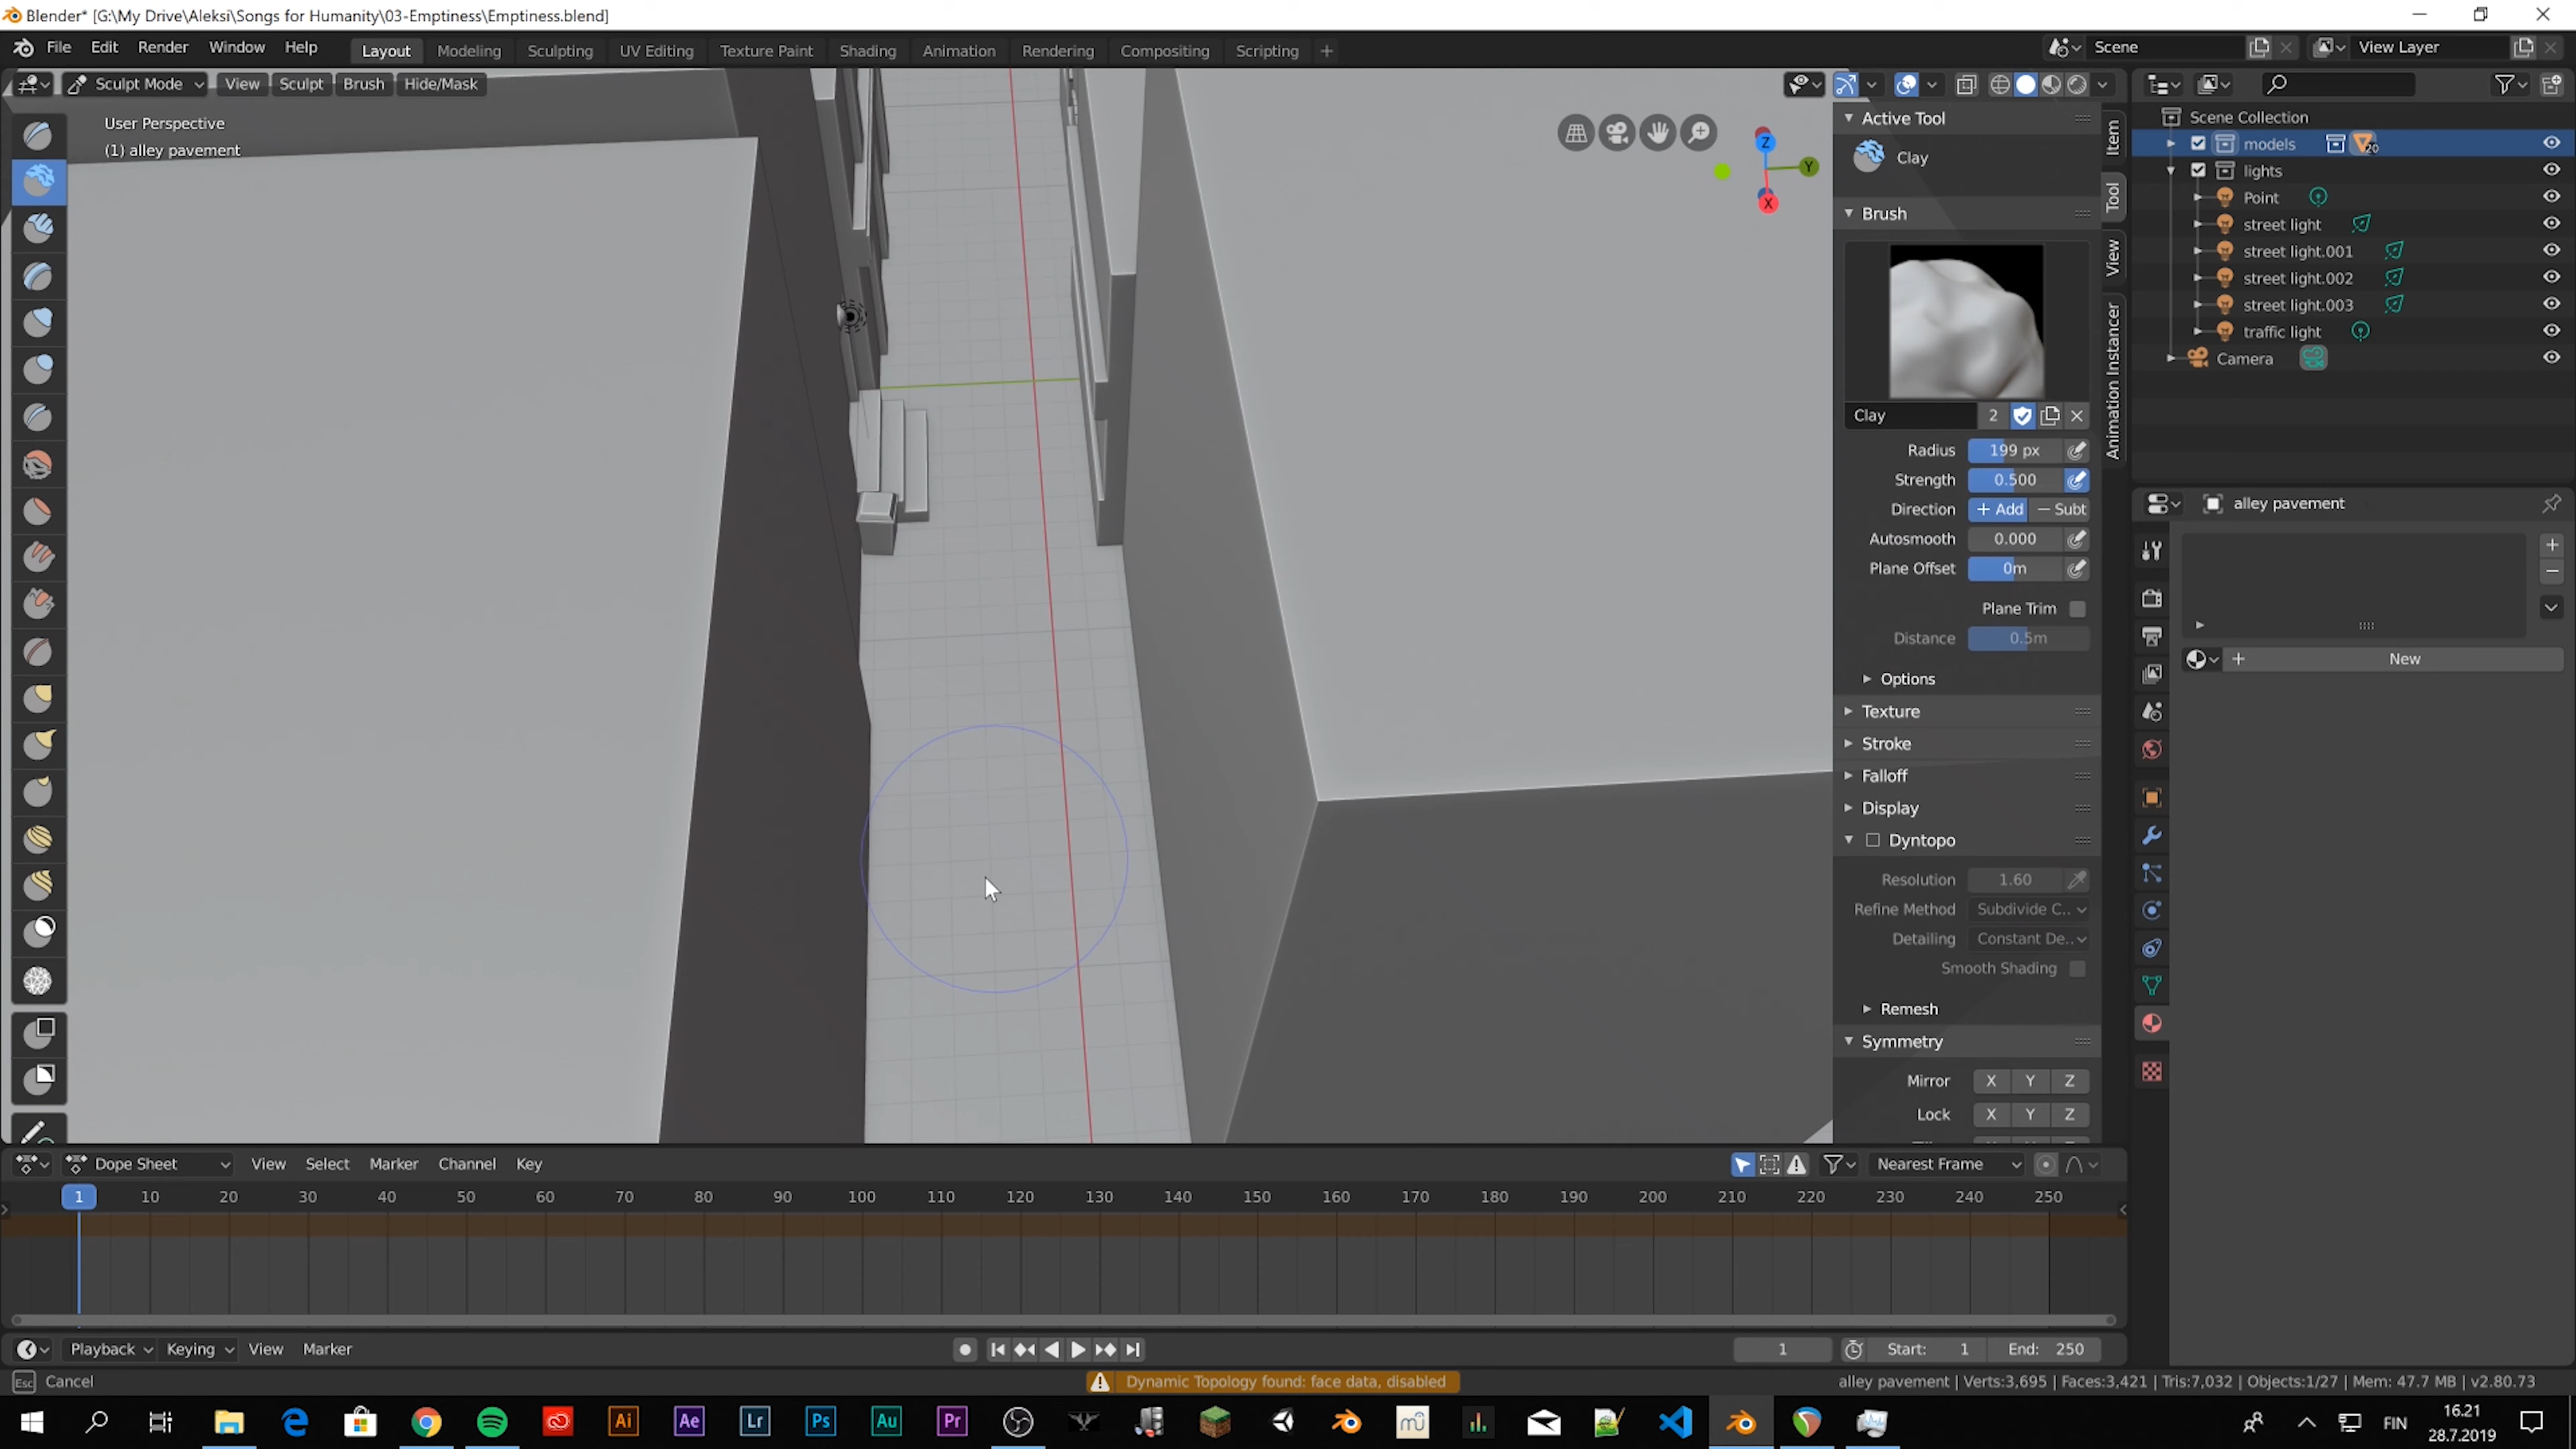 Blender* [G:\My Drive\Aleksi\Songs for Humanity\03-Emptiness\Emptiness.blend]
File Edit Render Window Help Layout Modeling Sculpting UV Editing Texture Paint Shading Animation Rendering Compositing Scripting + Scene View Layer
Sculpt Mode View Sculpt Brush Hide/Mask
User Perspective
(1) alley pavement
Z
Y
X
Active Tool
Clay
Brush
Clay 2
Radius 199 px
Strength 0.500
Direction + Add − Subt
Autosmooth 0.000
Plane Offset 0m
Plane Trim
Distance 0.5m
Options
Texture
Stroke
Falloff
Display
Dyntopo
Resolution 1.60
Refine Method Subdivide C..
Detailing Constant De..
Smooth Shading
Remesh
Symmetry
Mirror X Y Z
Lock X Y Z
Item
Tool
View
Animation Instancer
Scene Collection
models 20
lights
Point
street light
street light.001
street light.002
street light.003
traffic light
Camera
alley pavement
+ New
Dope Sheet View Select Marker Channel Key Nearest Frame
1 10 20 30 40 50 60 70 80 90 100 110 120 130 140 150 160 170 180 190 200 210 220 230 240 250
Playback Keying View Marker 1 Start: 1 End: 250
Esc Cancel Dynamic Topology found: face data, disabled alley pavement | Verts:3,695 | Faces:3,421 | Tris:7,032 | Objects:1/27 | Mem: 47.7 MB | v2.80.73
Ai Ae Lr Ps Au Pr mü FIN 16.21
28.7.2019